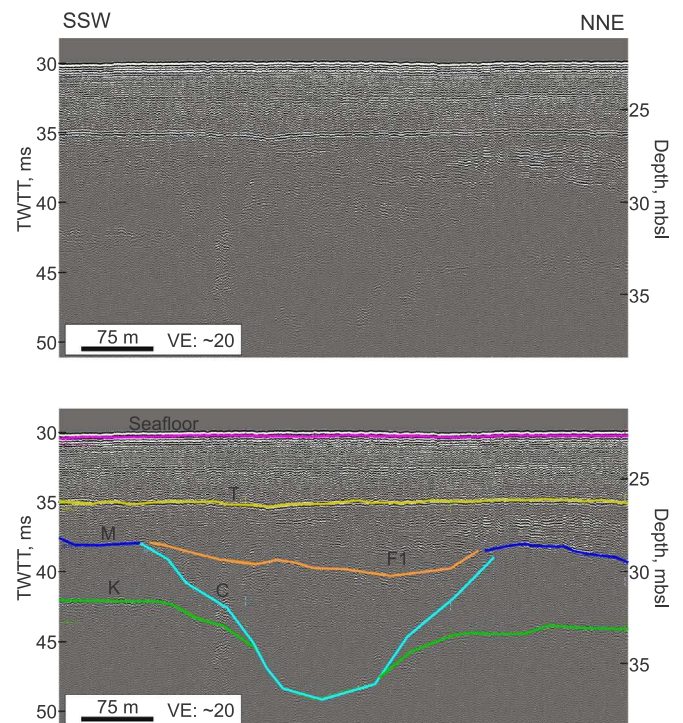 SSW NNE
30
35
40
45
50
TWTT, ms
25
30
35
Depth, mbsl
75 m VE: ~20
Seafloor
30
35
40
45
50
TWTT, ms
25
30
35
Depth, mbsl
T
M
F1
K
C
75 m VE: ~20